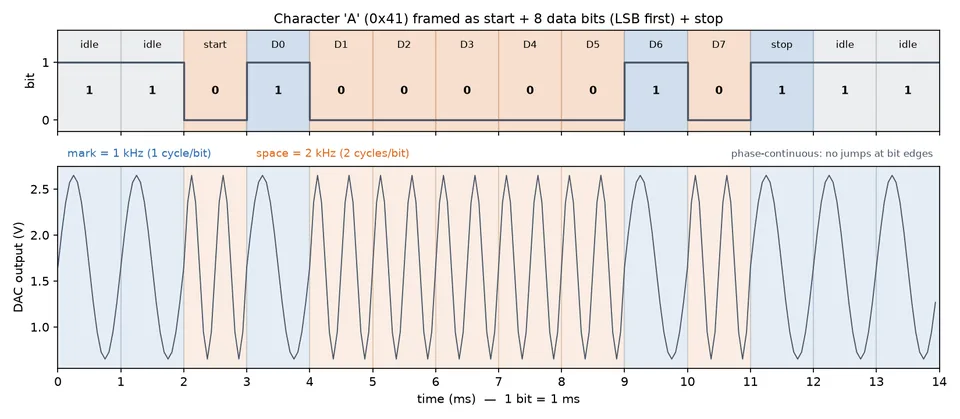 Character 'A' (0x41) framed as start + 8 data bits (LSB first) + stop
idle idle start D0 D1 D2 D3 D4 D5 D6 D7 stop idle idle
1
bit
1 1 0 1 0 0 0 0 0 1 0 1 1 1
0
mark = 1 kHz (1 cycle/bit) space = 2 kHz (2 cycles/bit) phase-continuous: no jumps at bit edges
2.5
2.0
DAC output (V)
1.5
1.0
0 1 2 3 4 5 6 7 8 9 10 11 12 13 14
time (ms) — 1 bit = 1 ms